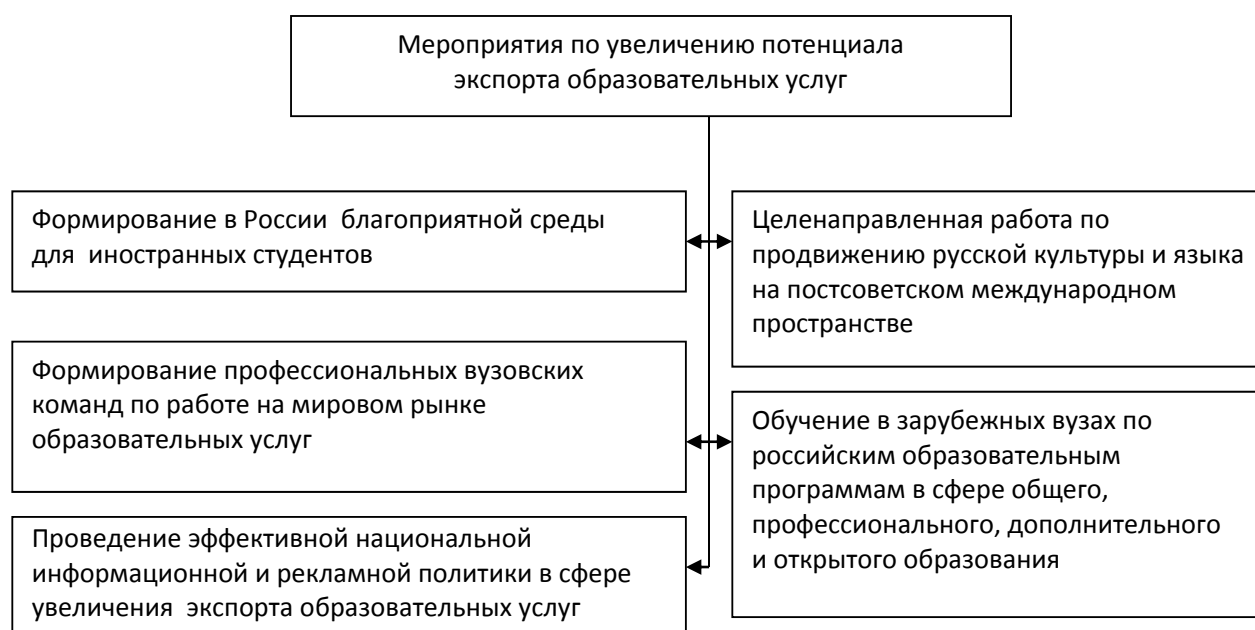 Мероприятия по увеличению потенциала
экспорта образовательных услуг
Формирование в России благоприятной среды
для иностранных студентов
Целенаправленная работа по
продвижению русской культуры и языка
на постсоветском международном
пространстве
Формирование профессиональных вузовских
команд по работе на мировом рынке
образовательных услуг
Обучение в зарубежных вузах по
российским образовательным
программам в сфере общего,
профессионального, дополнительного
и открытого образования
Проведение эффективной национальной
информационной и рекламной политики в сфере
увеличения экспорта образовательных услуг